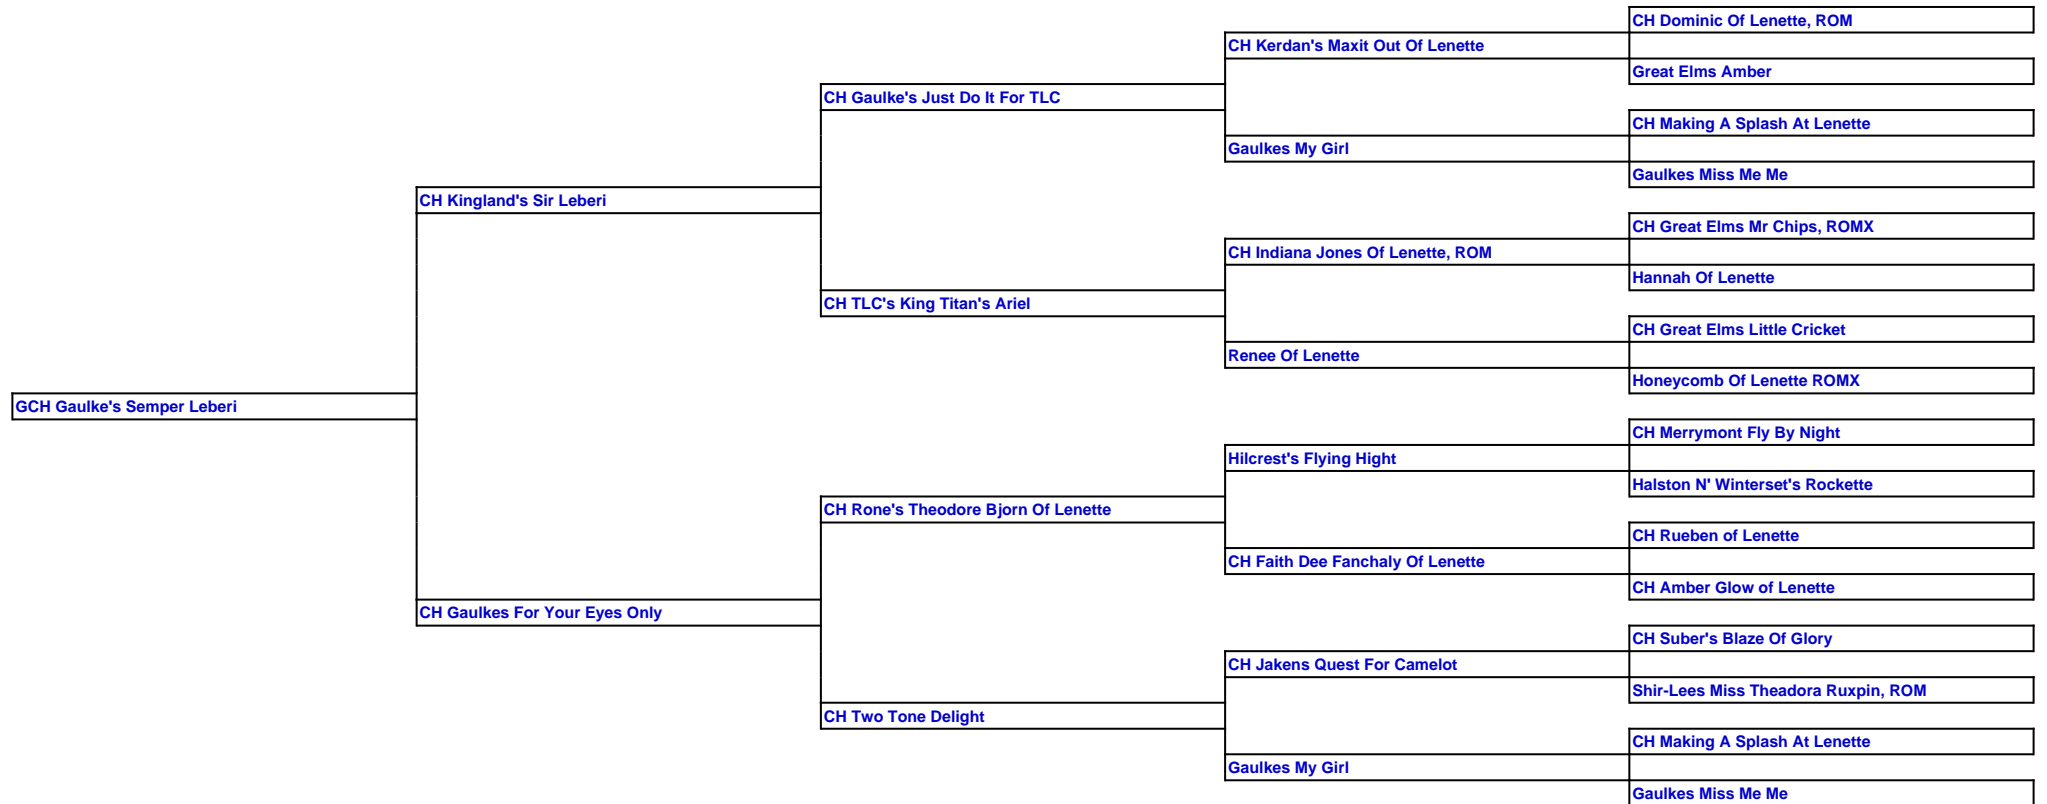 CH Dominic Of Lenette, ROM
CH Kerdan's Maxit Out Of Lenette
Great Elms Amber
CH Gaulke's Just Do It For TLC
CH Making A Splash At Lenette
Gaulkes My Girl
Gaulkes Miss Me Me
CH Kingland's Sir Leberi
CH Great Elms Mr Chips, ROMX
CH Indiana Jones Of Lenette, ROM
Hannah Of Lenette
CH TLC's King Titan's Ariel
CH Great Elms Little Cricket
Renee Of Lenette
Honeycomb Of Lenette ROMX
GCH Gaulke's Semper Leberi
CH Merrymont Fly By Night
Hilcrest's Flying Hight
Halston N' Winterset's Rockette
CH Rone's Theodore Bjorn Of Lenette
CH Rueben of Lenette
CH Faith Dee Fanchaly Of Lenette
CH Amber Glow of Lenette
CH Gaulkes For Your Eyes Only
CH Suber's Blaze Of Glory
CH Jakens Quest For Camelot
Shir-Lees Miss Theadora Ruxpin, ROM
CH Two Tone Delight
CH Making A Splash At Lenette
Gaulkes My Girl
Gaulkes Miss Me Me